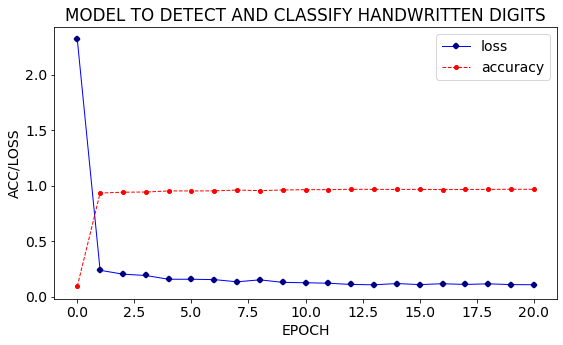 MODEL TO DETECT AND CLASSIFY HANDWRITTEN DIGITS
loss
accuracy
ACC/LOSS
2.0
1.5
1.0
0.5
0.0
0.0 2.5 5.0 7.5 10.0 12.5 15.0 17.5 20.0
EPOCH